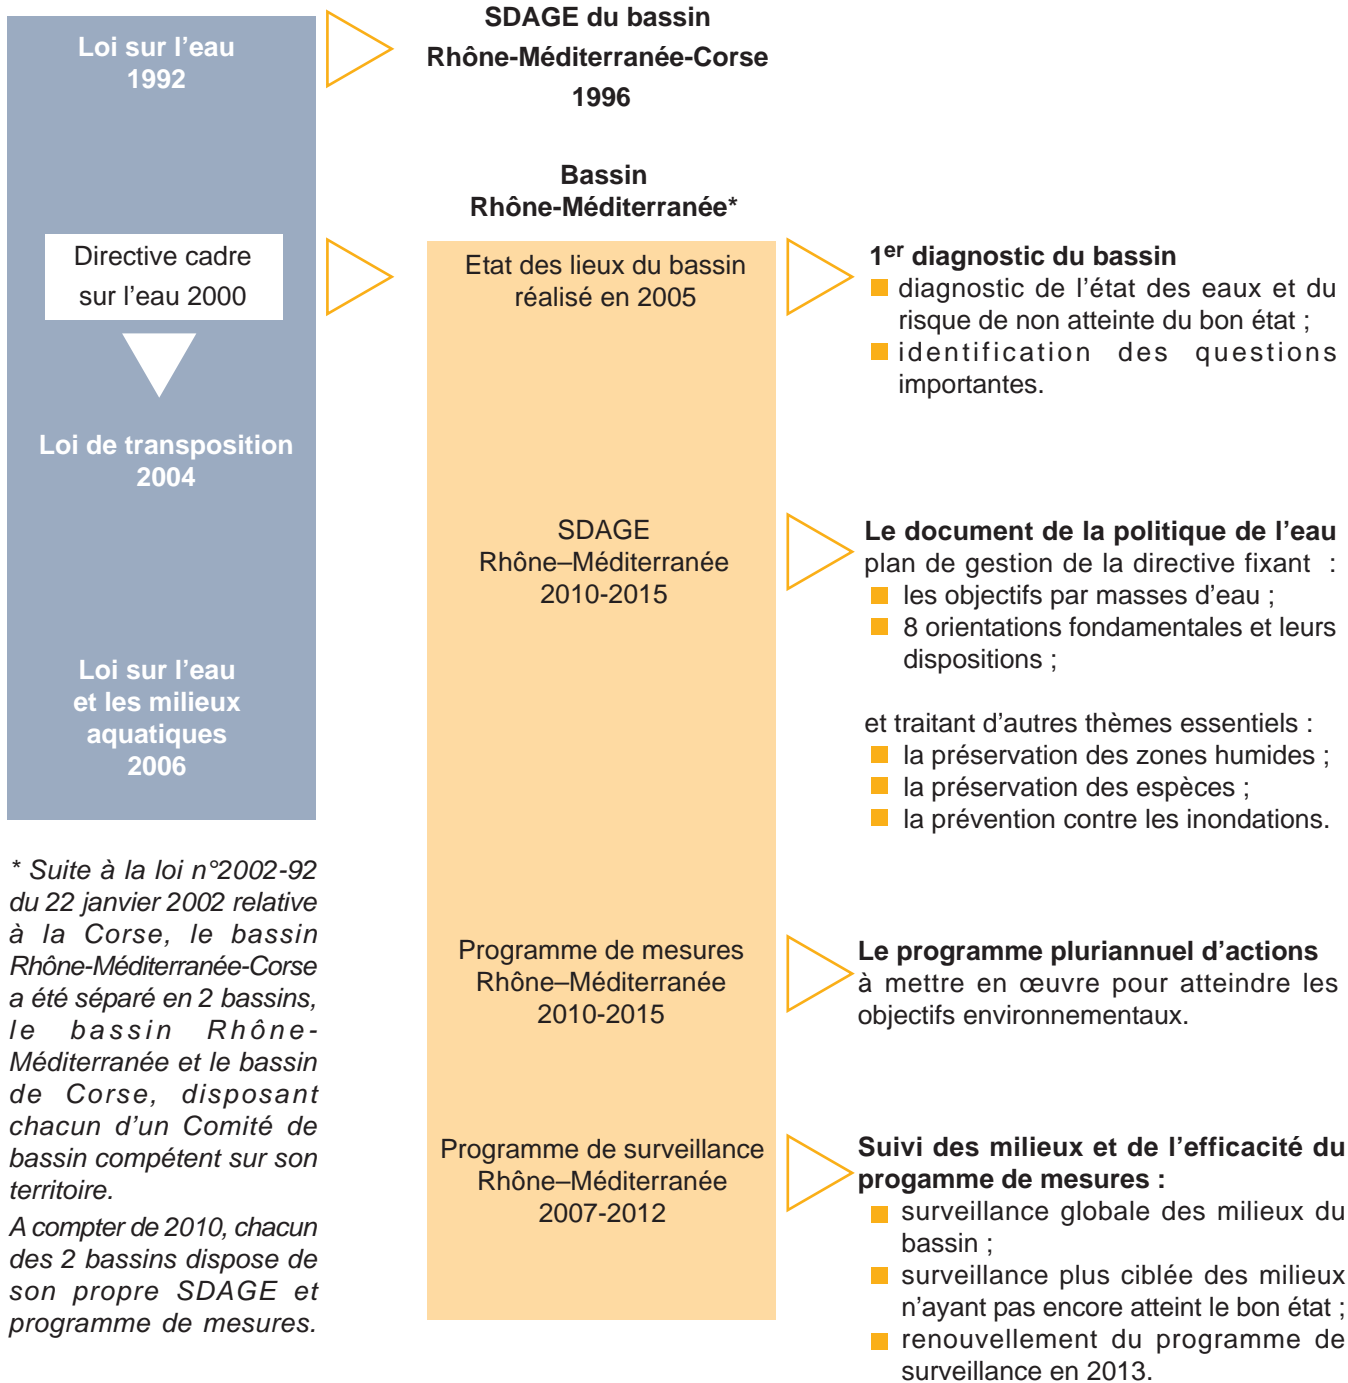 Loi sur l'eau
1992
SDAGE du bassin
Rhône-Méditerranée-Corse
1996
Bassin
Rhône-Méditerranée*
Directive cadre
sur l'eau 2000
Loi de transposition
2004
Loi sur l'eau
et les milieux
aquatiques
2006
Etat des lieux du bassin
réalisé en 2005
1er diagnostic du bassin
diagnostic de l'état des eaux et du
risque de non atteinte du bon état ;
identification des questions
importantes.
SDAGE
Rhône–Méditerranée
2010-2015
Le document de la politique de l'eau
plan de gestion de la directive fixant :
les objectifs par masses d'eau ;
8 orientations fondamentales et leurs
dispositions ;
et traitant d'autres thèmes essentiels :
la préservation des zones humides ;
la préservation des espèces ;
la prévention contre les inondations.
Programme de mesures
Rhône–Méditerranée
2010-2015
Le programme pluriannuel d'actions
à mettre en œuvre pour atteindre les
objectifs environnementaux.
Programme de surveillance
Rhône–Méditerranée
2007-2012
Suivi des milieux et de l'efficacité du
progamme de mesures :
surveillance globale des milieux du
bassin ;
surveillance plus ciblée des milieux
n'ayant pas encore atteint le bon état ;
renouvellement du programme de
surveillance en 2013.
* Suite à la loi n°2002-92
du 22 janvier 2002 relative
à la Corse, le bassin
Rhône-Méditerranée-Corse
a été séparé en 2 bassins,
le bassin Rhône-
Méditerranée et le bassin
de Corse, disposant
chacun d'un Comité de
bassin compétent sur son
territoire.
A compter de 2010, chacun
des 2 bassins dispose de
son propre SDAGE et
programme de mesures.